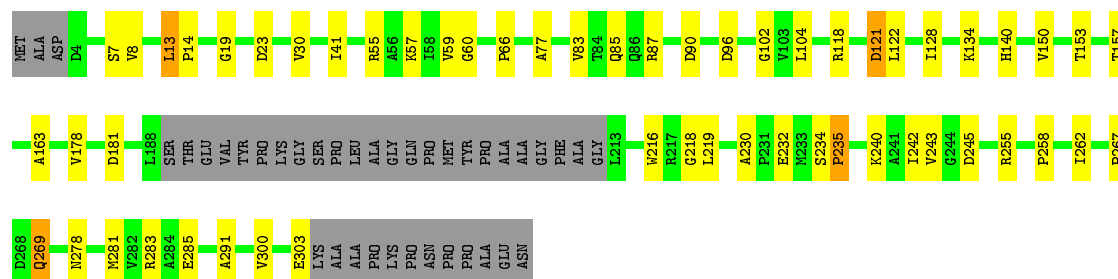 MET ALA ASP D4 S7 V8 L13 P14 G19 D23 V30 I41 R55 A56 K57 I58 V59 G60 P66 A77 V83 T84 Q85 Q86 R87 D90 D96 G102 V103 L104 R118 D121 L122 I128 K134 H140 V150 T153 T157
A163 V178 D181 L188 SER THR GLU VAL TYR PRO LYS GLY SER PRO LEU ALA GLY GLN PRO MET TYR PRO ALA ALA GLY PHE ALA GLY L213 W216 R217 G218 L219 A230 P231 E232 M233 S234 P235 K240 A241 I242 V243 G244 D245 R255 P258 I262
D268 Q269 N278 M281 V282 R283 A284 E285 A291 V300 E303 LYS ALA ALA PRO LYS PRO ASN PRO PRO ALA GLU ASN